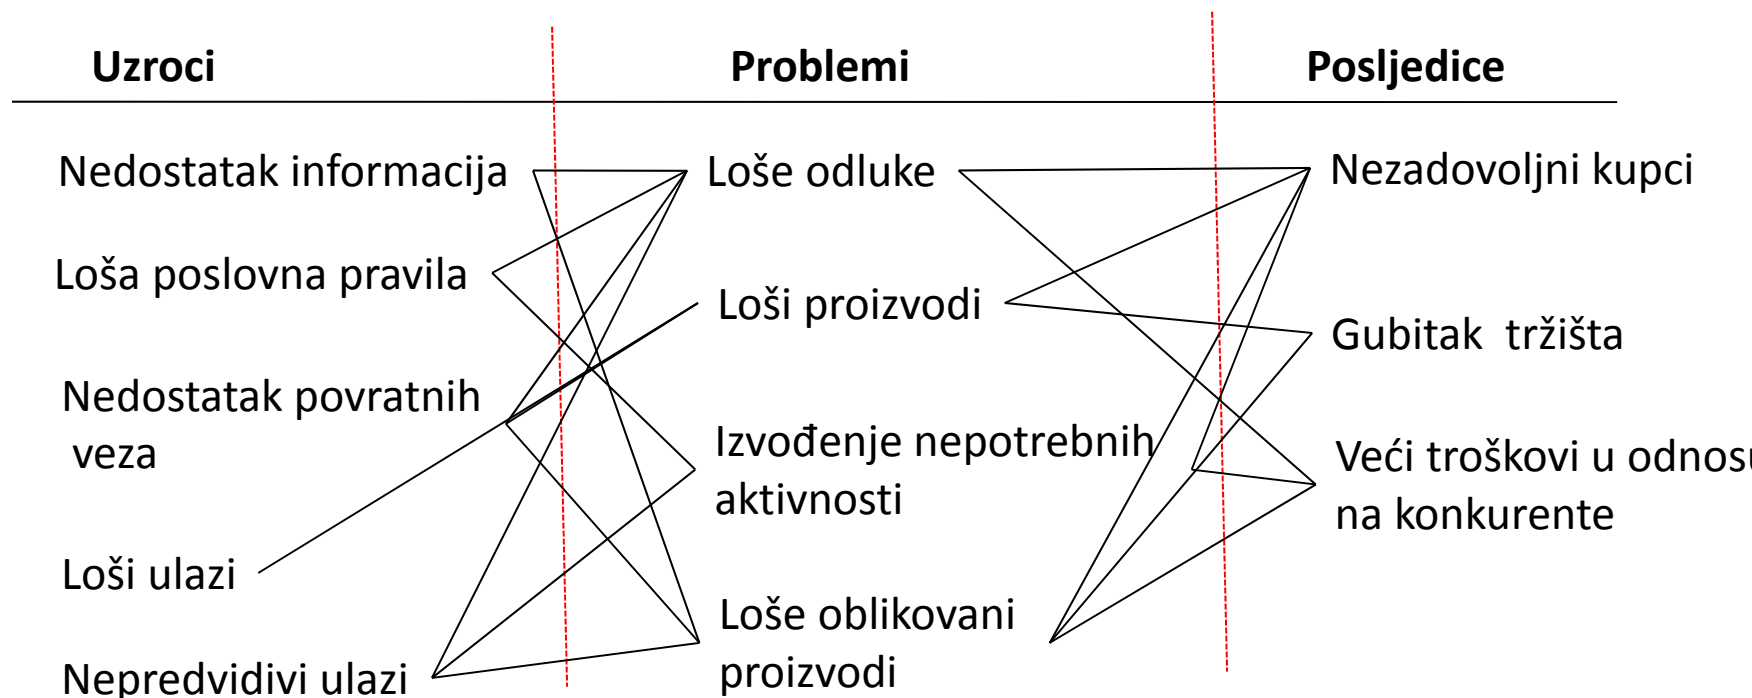 Uzroci
Problemi
Posljedice
Nedostatak informacija
Loše odluke
Nezadovoljni kupci
Loša poslovna pravila
Loši proizvodi
Gubitak tržišta
Nedostatak povratnih
veza
Izvođenje nepotrebnih
aktivnosti
Veći troškovi u odnosu
na konkurente
Loši ulazi
Loše oblikovani
proizvodi
Nepredvidivi ulazi